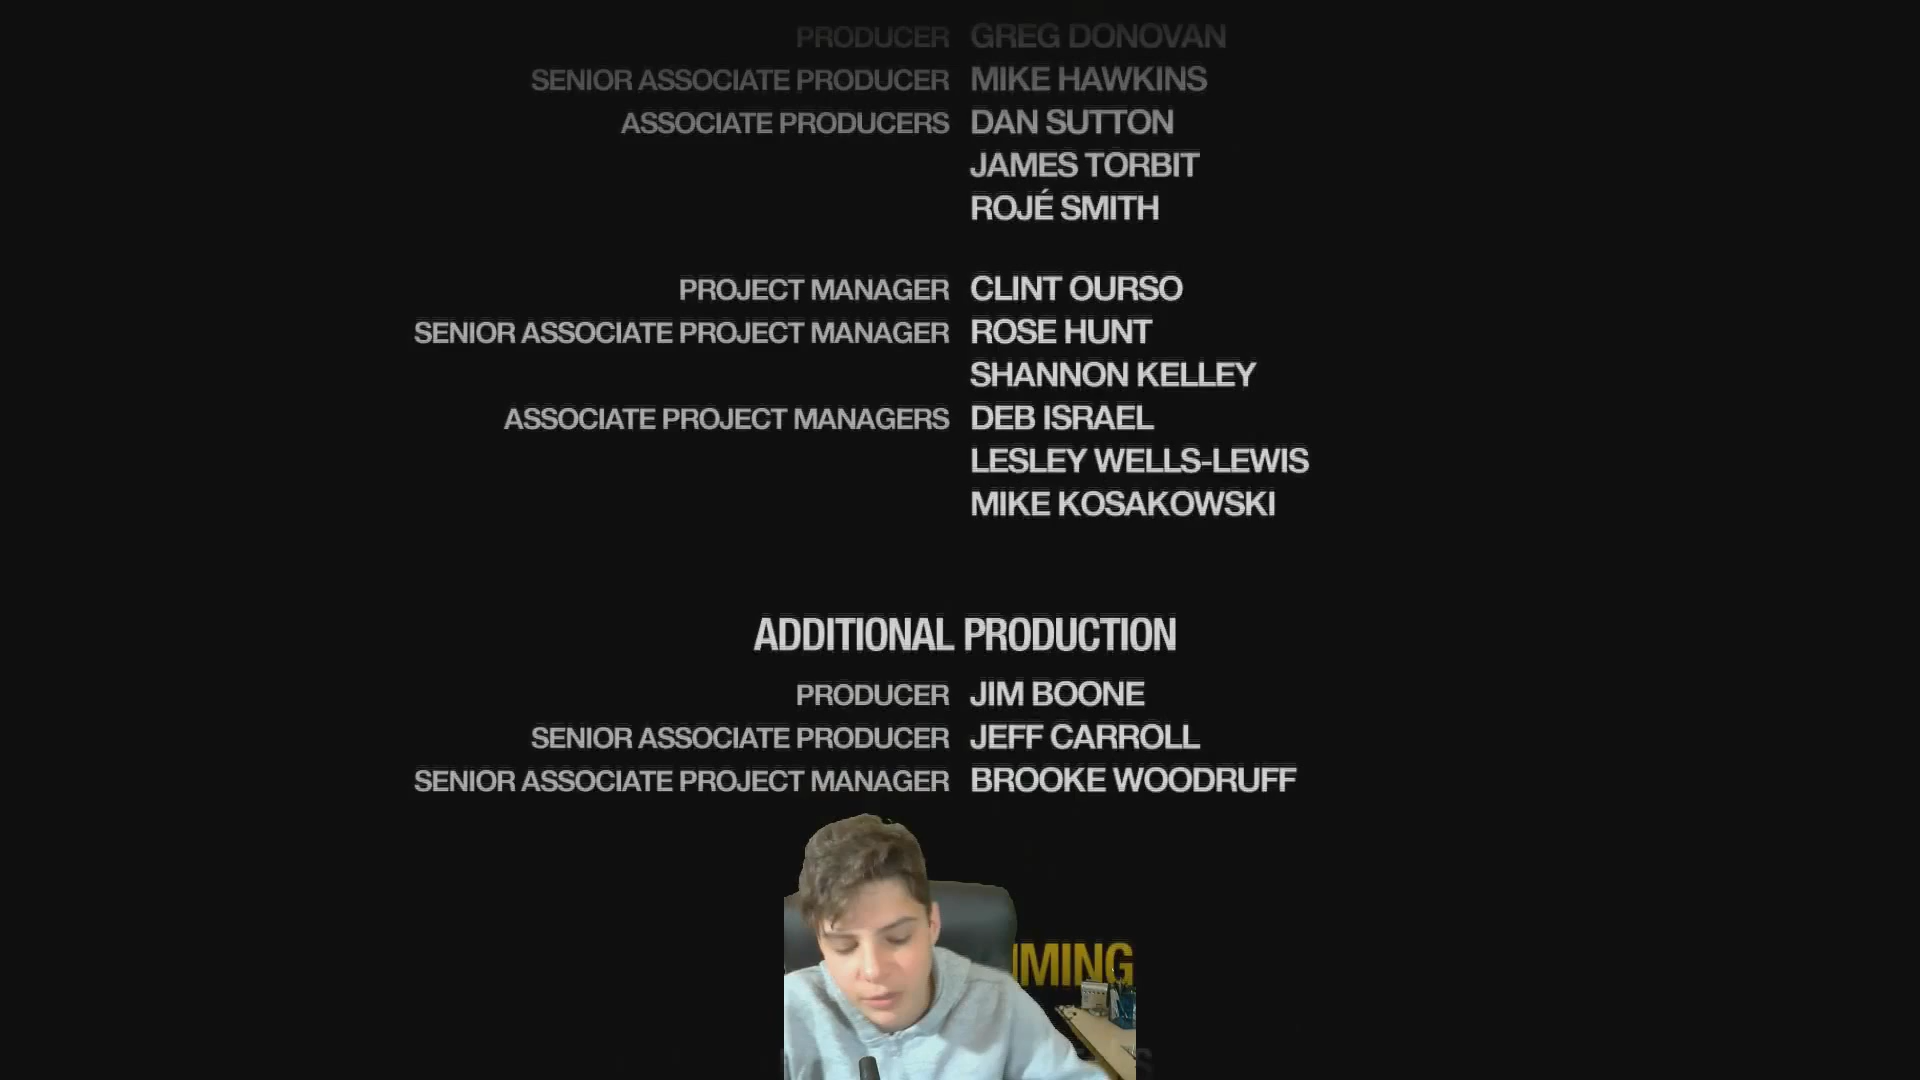 PRODUCER GREG DONOVAN
SENIOR ASSOCIATE PRODUCER MIKE HAWKINS
ASSOCIATE PRODUCERS DAN SUTTON
JAMES TORBIT
ROJÉ SMITH
PROJECT MANAGER CLINT OURSO
SENIOR ASSOCIATE PROJECT MANAGER ROSE HUNT
SHANNON KELLEY
ASSOCIATE PROJECT MANAGERS DEB ISRAEL
LESLEY WELLS-LEWIS
MIKE KOSAKOWSKI
ADDITIONAL PRODUCTION
PRODUCER JIM BOONE
SENIOR ASSOCIATE PRODUCER JEFF CARROLL
SENIOR ASSOCIATE PROJECT MANAGER BROOKE WOODRUFF